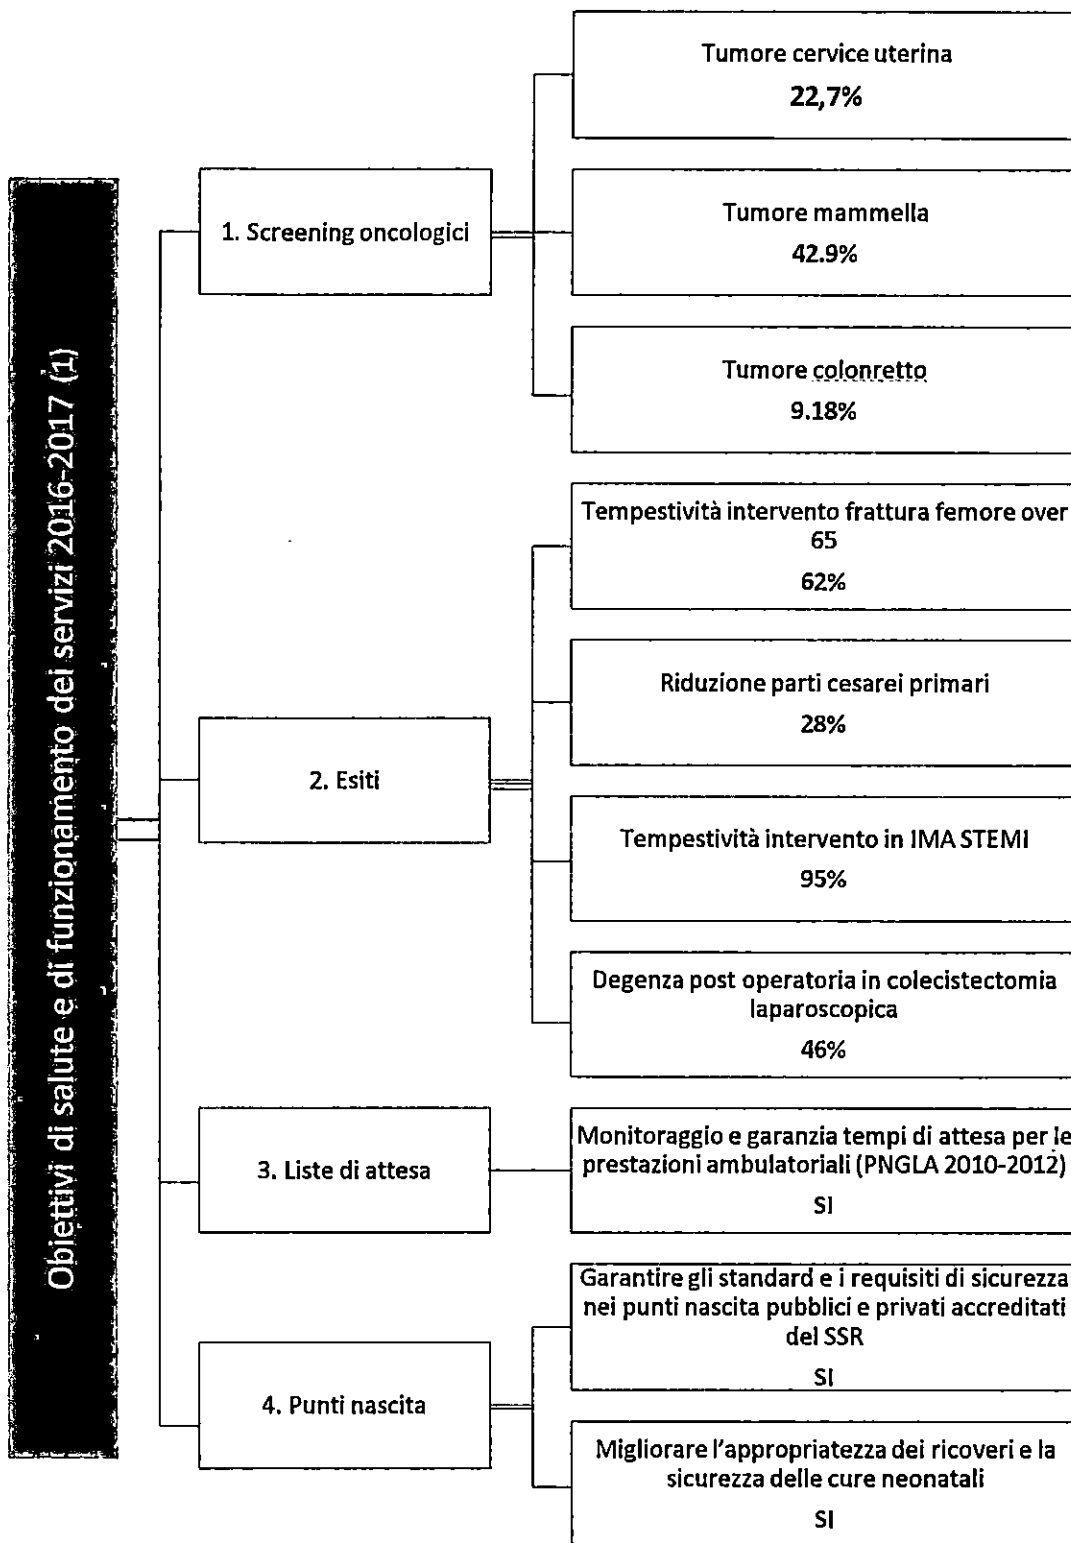 Obiettivi di salute e di funzionamento dei servizi 2016-2017 (1)
1. Screening oncologici
Tumore cervice uterina
22,7%
Tumore mammella
42.9%
Tumore colonretto
9.18%
2. Esiti
Tempestività intervento frattura femore over
65
62%
Riduzione parti cesarei primari
28%
Tempestività intervento in IMA STEMI
95%
Degenza post operatoria in colecistectomia
laparoscopica
46%
3. Liste di attesa
Monitoraggio e garanzia tempi di attesa per le
prestazioni ambulatoriali (PNGLA 2010-2012)
SI
4. Punti nascita
Garantire gli standard e i requisiti di sicurezza
nei punti nascita pubblici e privati accreditati
del SSR
SI
Migliorare l'appropriatezza dei ricoveri e la
sicurezza delle cure neonatali
SI